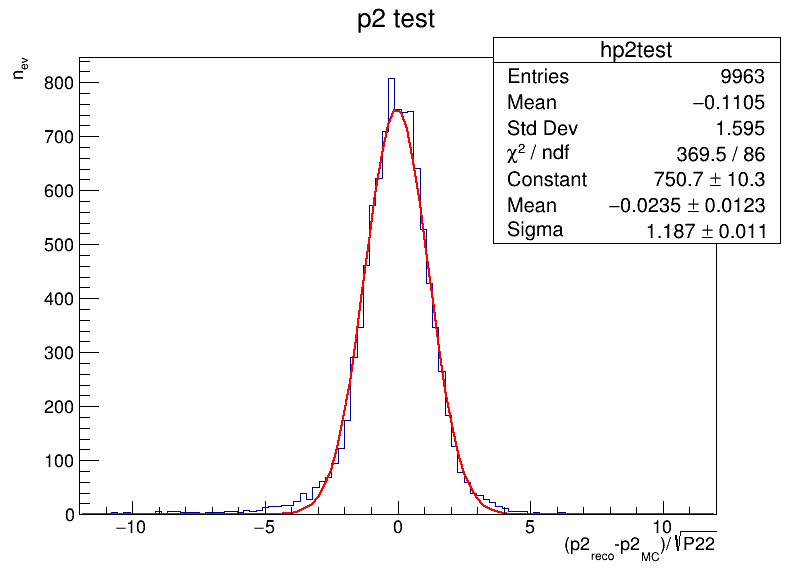 p2 test
hp2test
Entries 9963
Mean −0.1105
Std Dev 1.595
χ² / ndf 369.5 / 86
Constant 750.7 ± 10.3
Mean −0.0235 ± 0.0123
Sigma 1.187 ± 0.011
n_ev
800
700
600
500
400
300
200
100
0
−10 −5 0 5 10
(p2_reco-p2_MC)/√P22